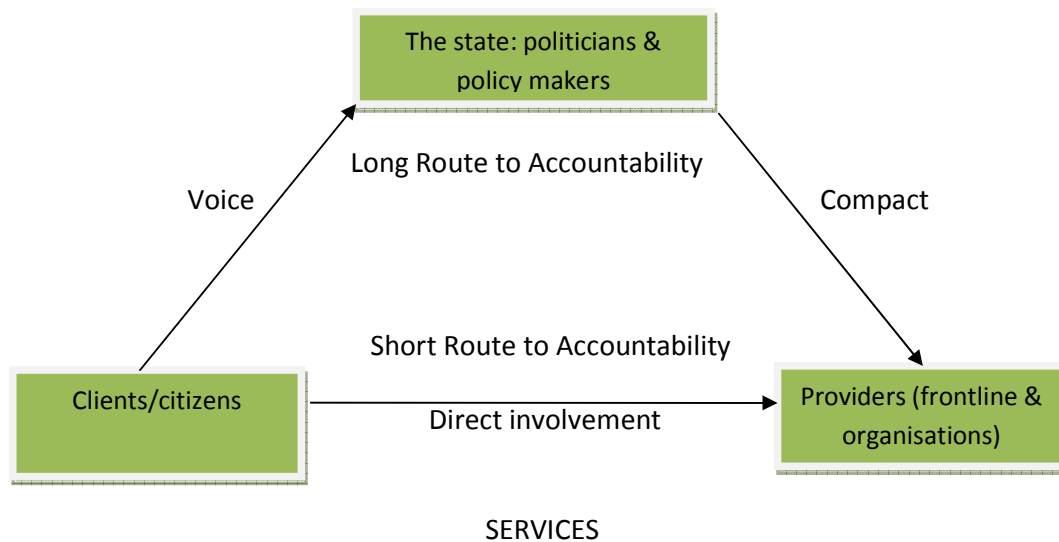 The state: politicians &
policy makers
Long Route to Accountability
Voice
Compact
Short Route to Accountability
Clients/citizens
Direct involvement
Providers (frontline &
organisations)
SERVICES